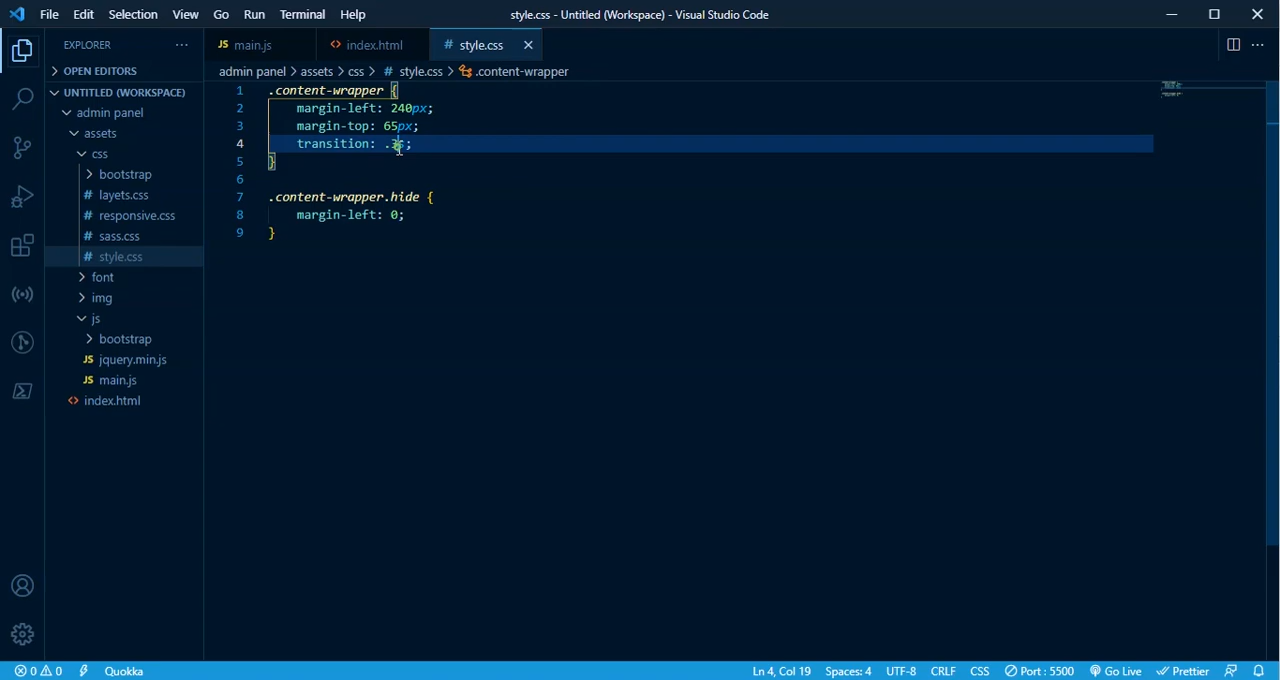 File Edit Selection View Go Run Terminal Help style.css - Untitled (Workspace) - Visual Studio Code
EXPLORER ···
OPEN EDITORS
UNTITLED (WORKSPACE)
admin panel
assets
css
bootstrap
# layets.css
# responsive.css
# sass.css
# style.css
font
img
js
bootstrap
JS jquery.min.js
JS main.js
<> index.html
JS main.js <> index.html # style.css
admin panel > assets > css > # style.css > .content-wrapper
1 .content-wrapper {
2 margin-left: 240px;
3 margin-top: 65px;
4 transition: .3s;
5 }
6
7 .content-wrapper.hide {
8 margin-left: 0;
9 }
0 0 Quokka Ln 4, Col 19 Spaces: 4 UTF-8 CRLF CSS Port : 5500 Go Live Prettier